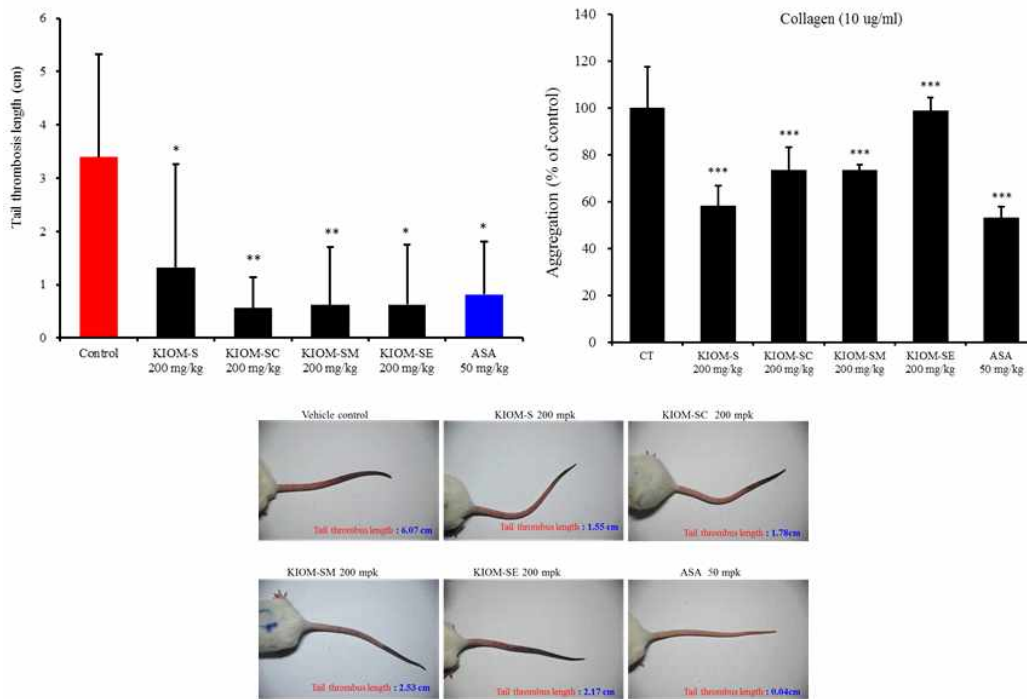 Tail thrombosis length (cm)
6
5
4
3
2
1
0
*
**
**
*
*
Control
KIOM-S
200 mg/kg
KIOM-SC
200 mg/kg
KIOM-SM
200 mg/kg
KIOM-SE
200 mg/kg
ASA
50 mg/kg
Collagen (10 ug/ml)
Aggregation (% of control)
140
120
100
80
60
40
20
0
***
***
***
***
***
CT
KIOM-S
200 mg/kg
KIOM-SC
200 mg/kg
KIOM-SM
200 mg/kg
KIOM-SE
200 mg/kg
ASA
50 mg/kg
Vehicle control
Tail thrombus length : 6.07 cm
KIOM-S 200 mpk
Tail thrombus length : 1.55 cm
KIOM-SC 200 mpk
Tail thrombus length : 1.78cm
KIOM-SM 200 mpk
Tail thrombus length : 2.53 cm
KIOM-SE 200 mpk
Tail thrombus length : 2.17 cm
ASA 50 mpk
Tail thrombus length : 0.04cm